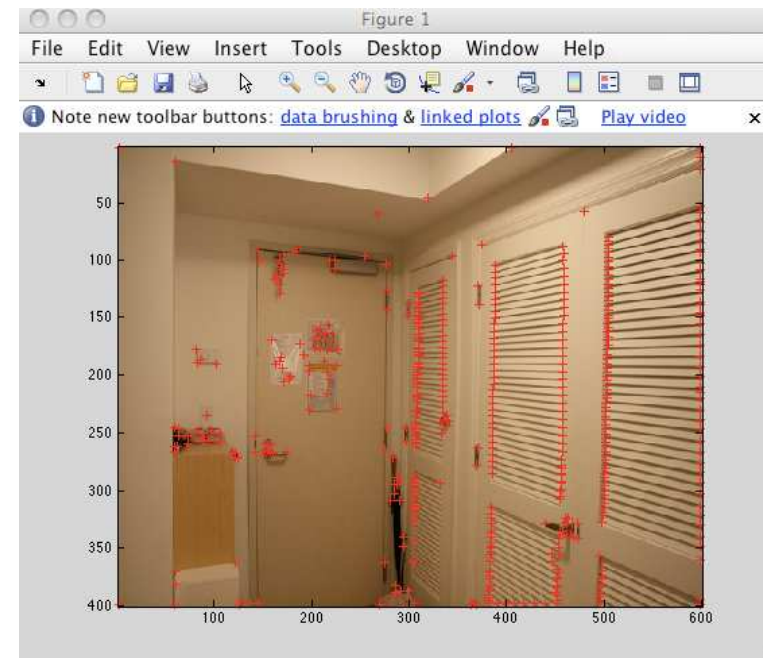 Figure 1
File Edit View Insert Tools Desktop Window Help
Note new toolbar buttons: data brushing & linked plots Play video
50
100
150
200
250
300
350
400
100 200 300 400 500 600